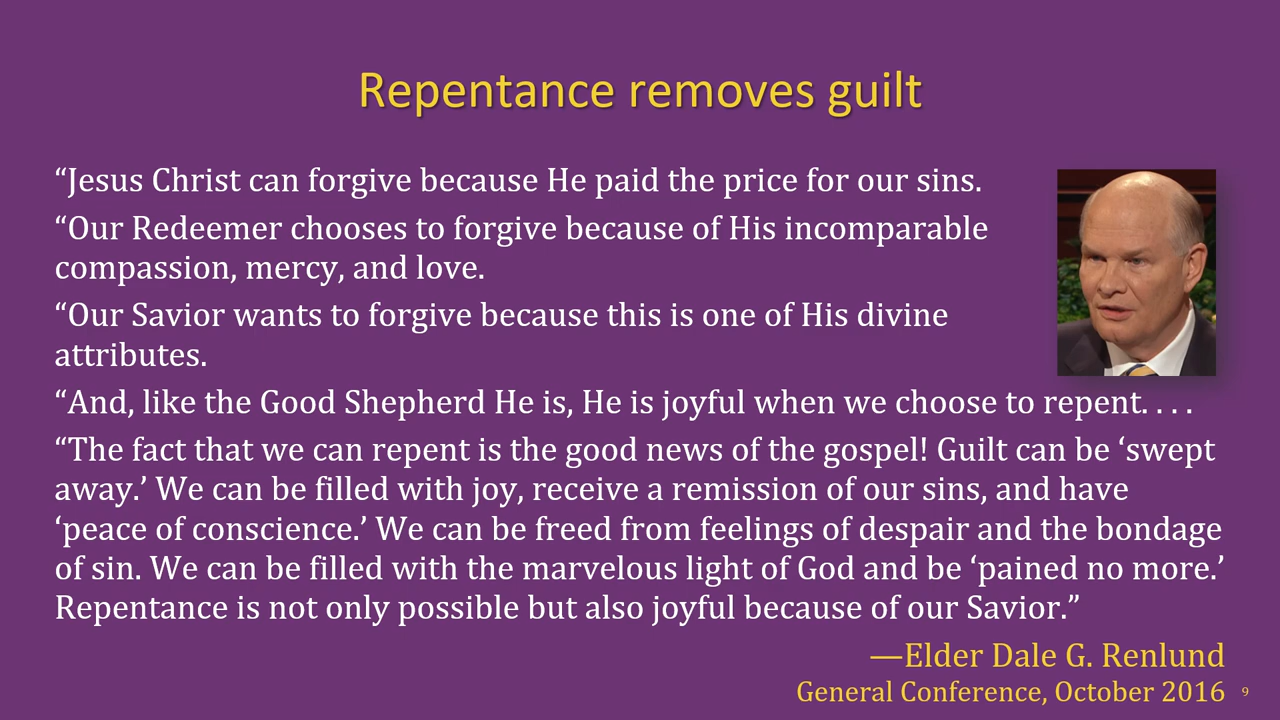 Repentance removes guilt
“Jesus Christ can forgive because He paid the price for our sins.
“Our Redeemer chooses to forgive because of His incomparable
compassion, mercy, and love.
“Our Savior wants to forgive because this is one of His divine
attributes.
“And, like the Good Shepherd He is, He is joyful when we choose to repent. . . .
“The fact that we can repent is the good news of the gospel! Guilt can be ‘swept
away.’ We can be filled with joy, receive a remission of our sins, and have
‘peace of conscience.’ We can be freed from feelings of despair and the bondage
of sin. We can be filled with the marvelous light of God and be ‘pained no more.’
Repentance is not only possible but also joyful because of our Savior.”
—Elder Dale G. Renlund
General Conference, October 2016
9